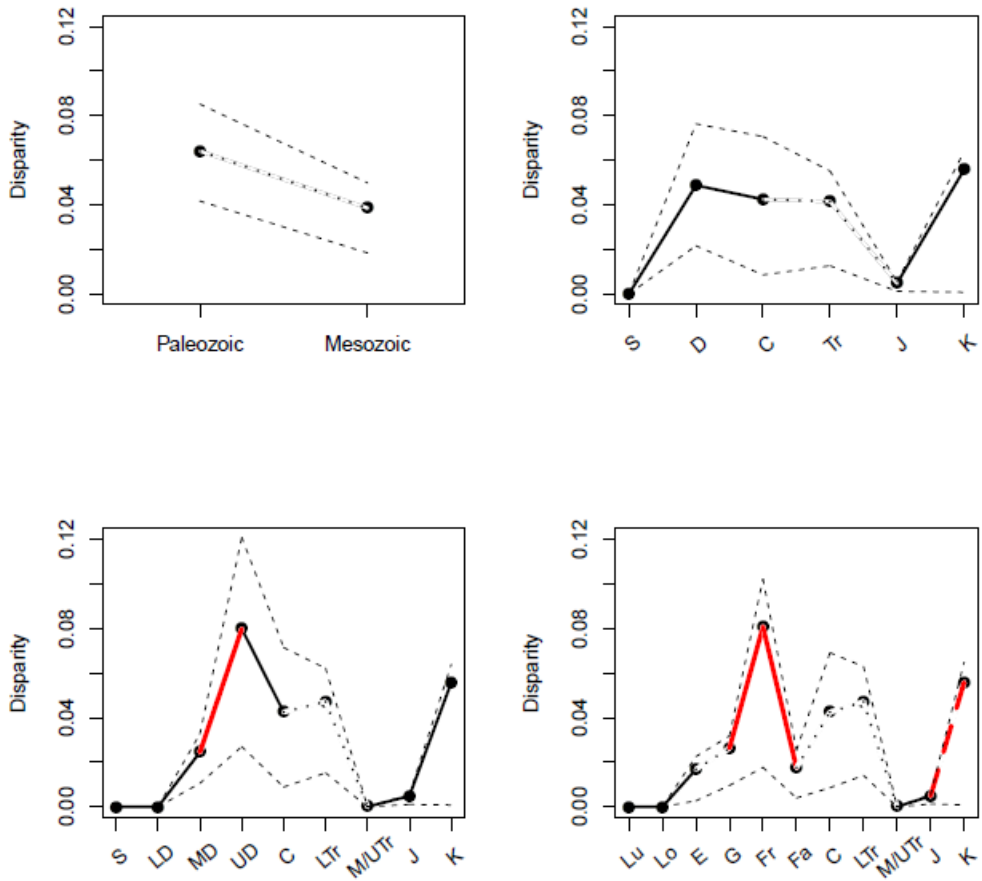 0.12
0.08
0.04
0.00
Disparity
Paleozoic Mesozoic
0.12
0.08
0.04
0.00
Disparity
S D C Tr J K
0.12
0.08
0.04
0.00
Disparity
S LD MD UD C LTr M/UTr J K
0.12
0.08
0.04
0.00
Disparity
Lu Lo E G Fr Fa C LTr M/UTr J K